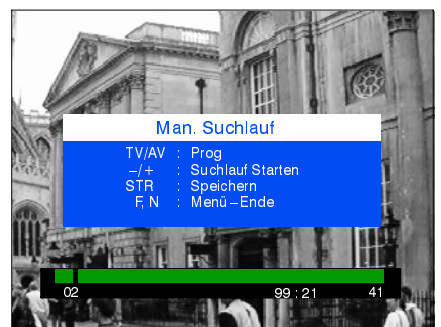 Man. Suchlauf
TV/AV : Prog
–/+ : Suchlauf Starten
STR : Speichern
F, N : Menü–Ende
02 99 : 21 41